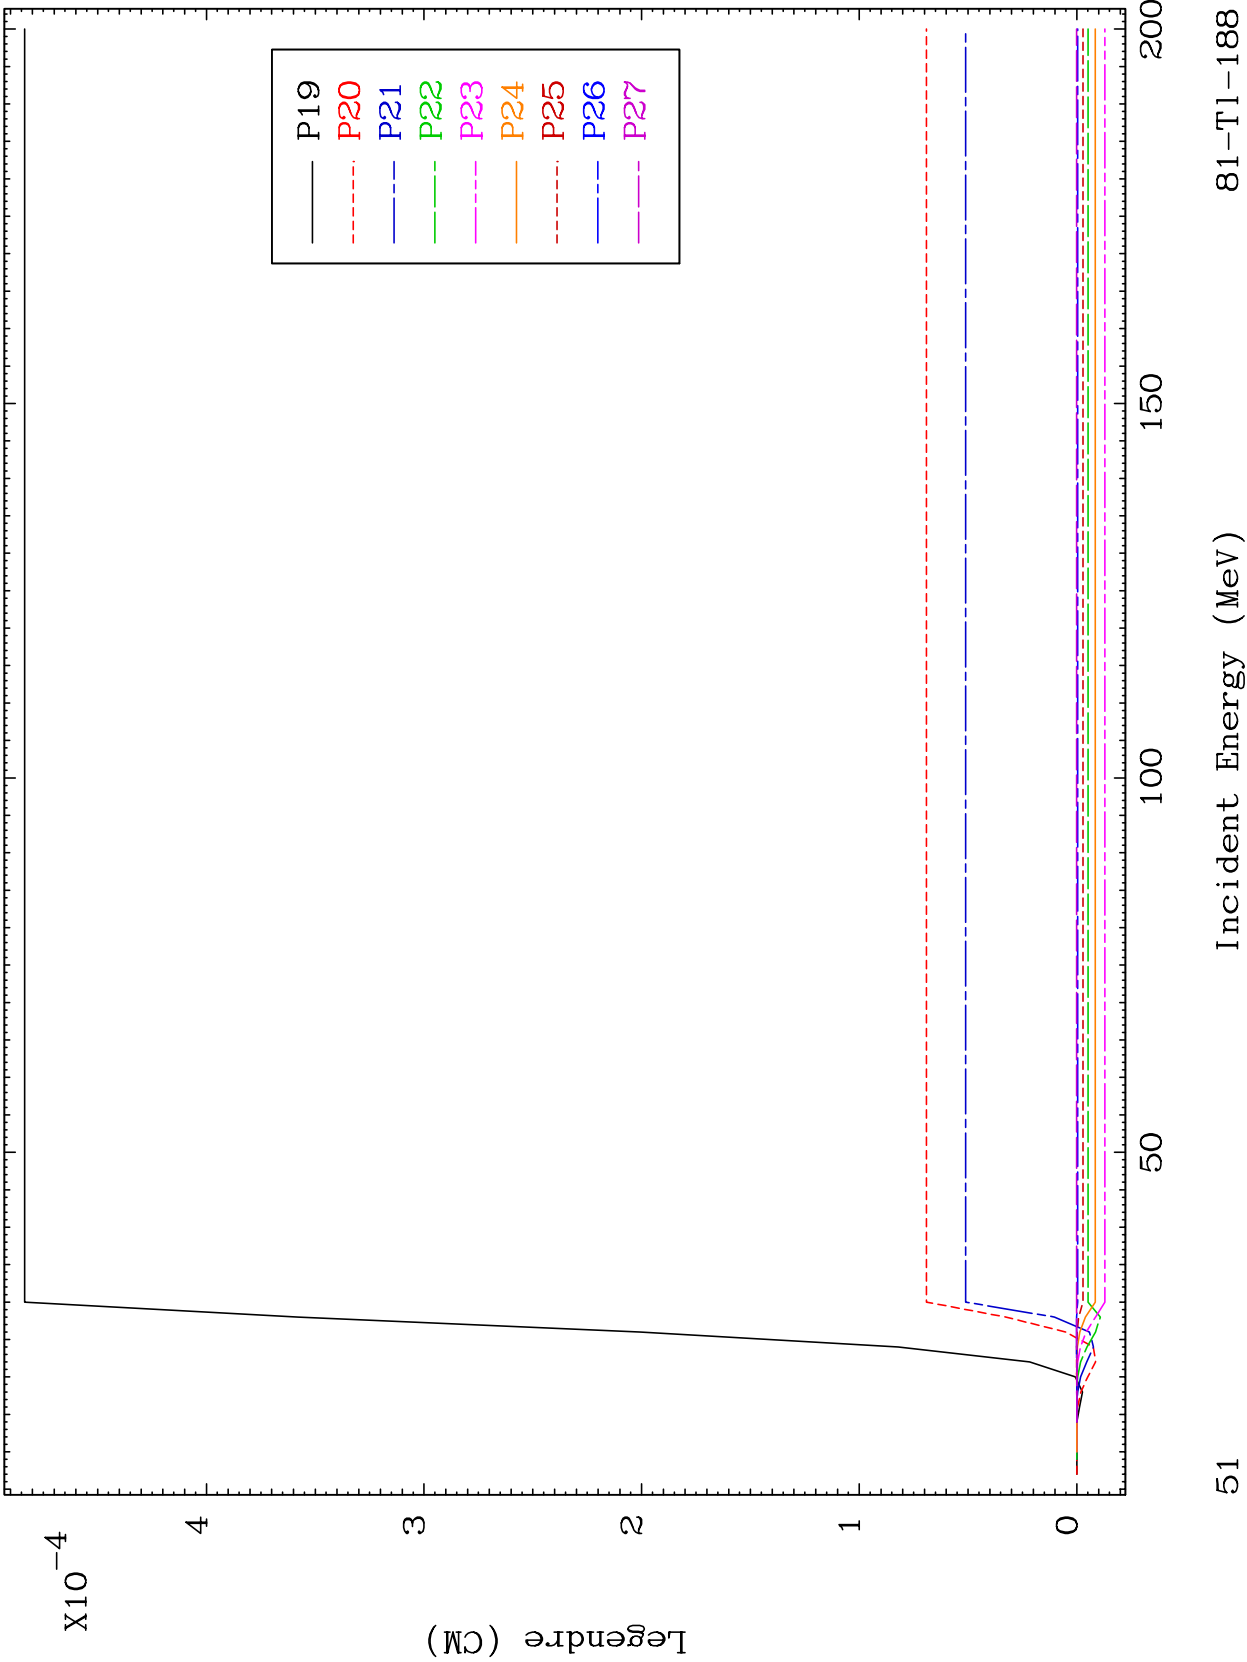 X10-4
Legendre (CM)
4
3
2
1
0
P19
P20
P21
P22
P23
P24
P25
P26
P27
50
100
150
200
51
Incident Energy (MeV)
81-Tl-188